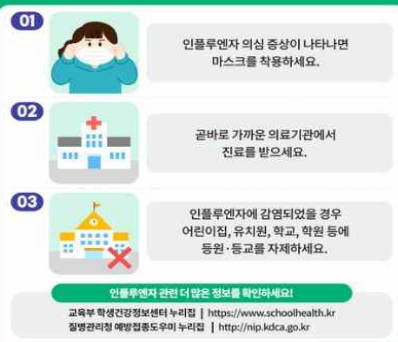 01
인플루엔자 의심 증상이 나타나면
마스크를 착용하세요.
02
곧바로 가까운 의료기관에서
진료를 받으세요.
03
인플루엔자에 감염되었을 경우
어린이집, 유치원, 학교, 학원 등에
등원·등교를 자제하세요.
인플루엔자 관련 더 많은 정보를 확인하세요!
교육부 학생건강정보센터 누리집 | https://www.schoolhealth.kr
질병관리청 예방접종도우미 누리집 | http://nip.kdca.go.kr